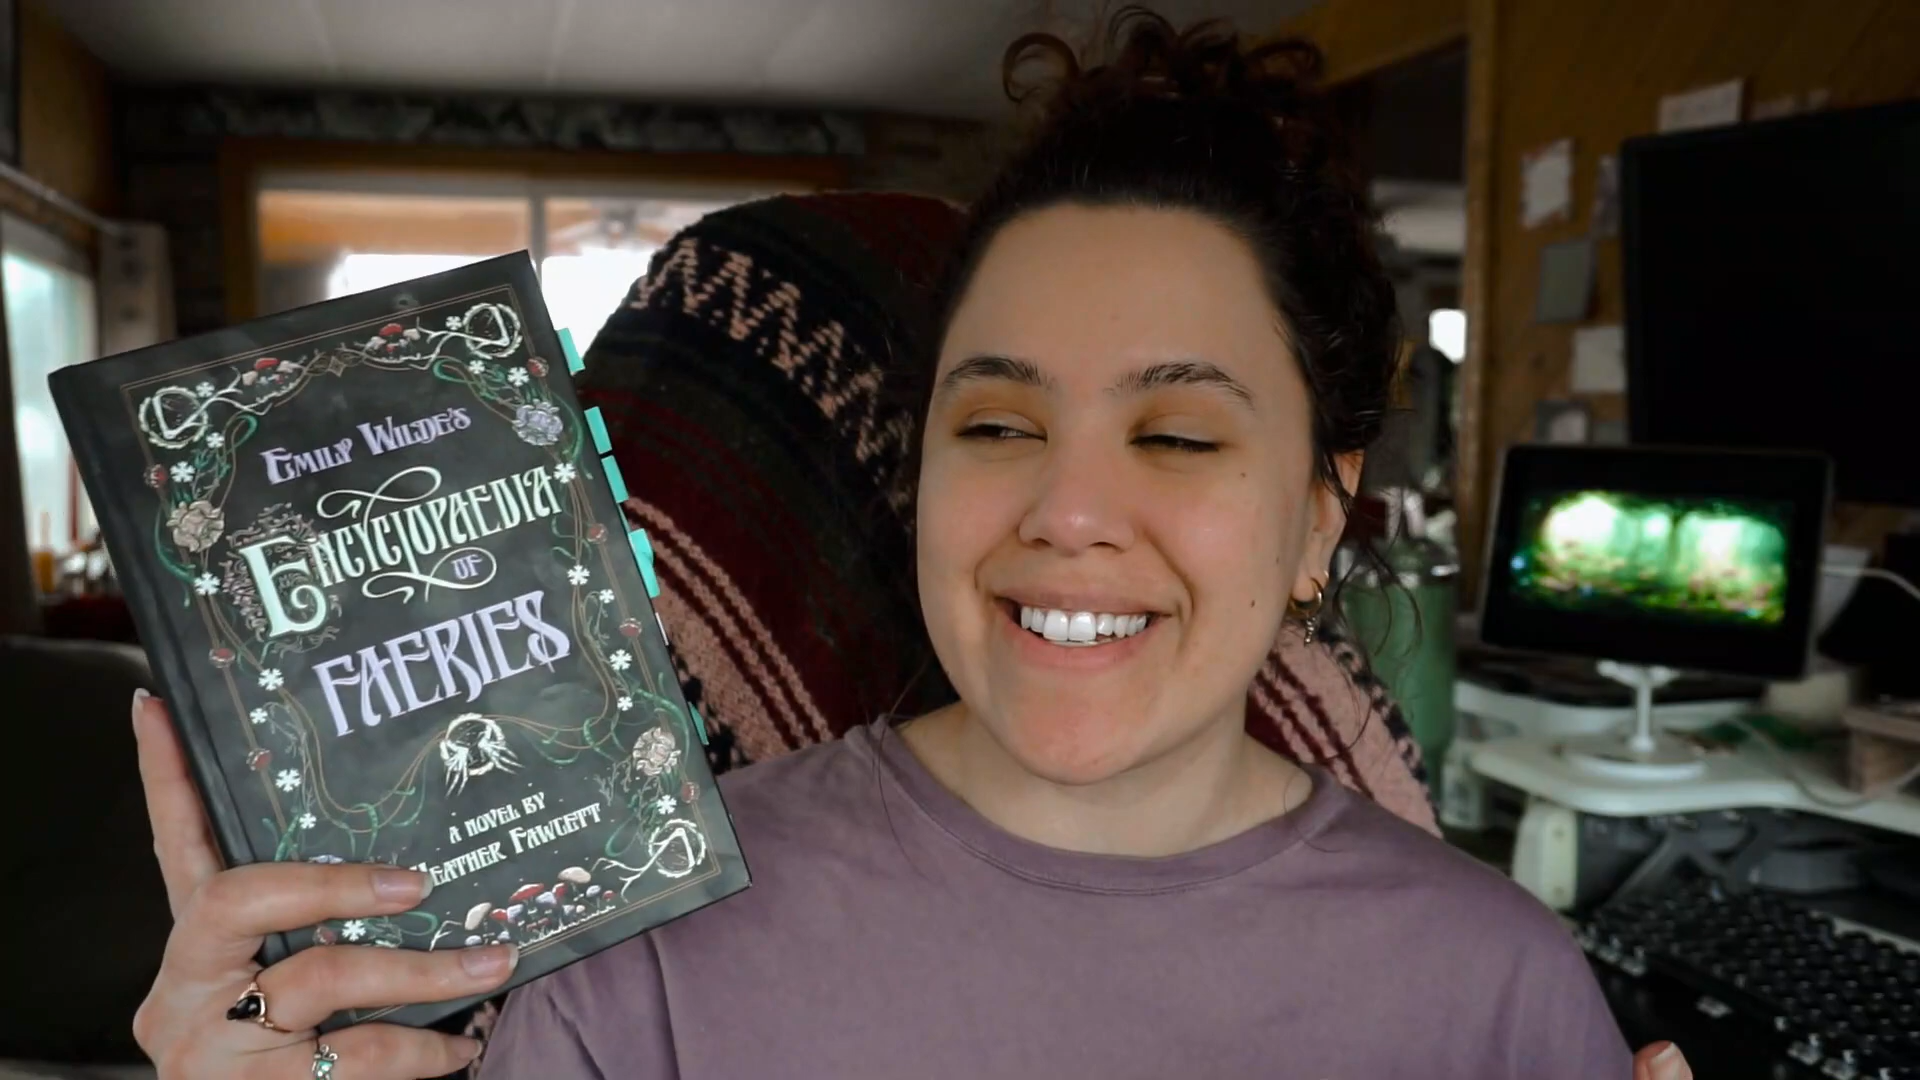 EMILY WILDE'S
ENCYCLOPAEDIA
OF
FAERIES
A NOVEL BY
HEATHER FAWCETT